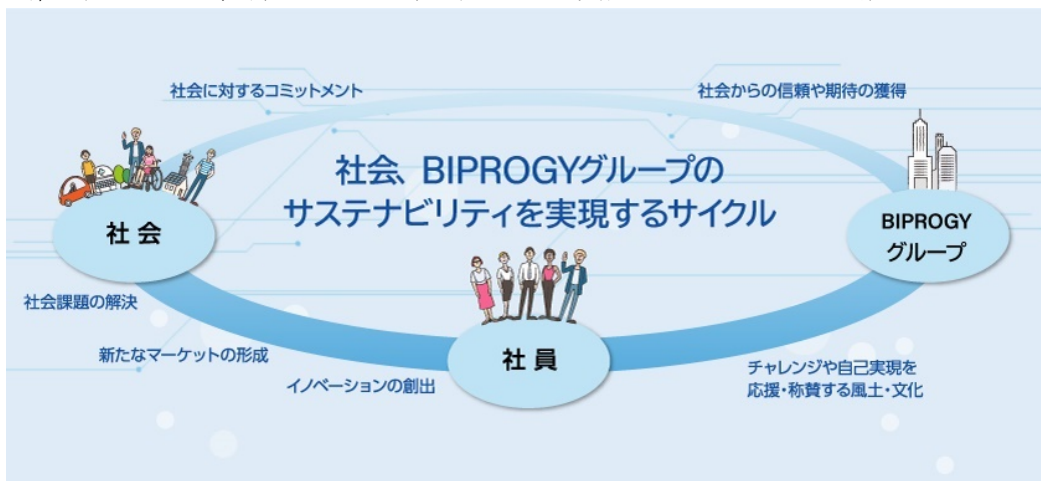 社会に対するコミットメント
社会からの信頼や期待の獲得
社会、BIPROGYグループの
サステナビリティを実現するサイクル
社会
BIPROGY
グループ
社会課題の解決
新たなマーケットの形成
イノベーションの創出
社員
チャレンジや自己実現を
応援・称賛する風土・文化